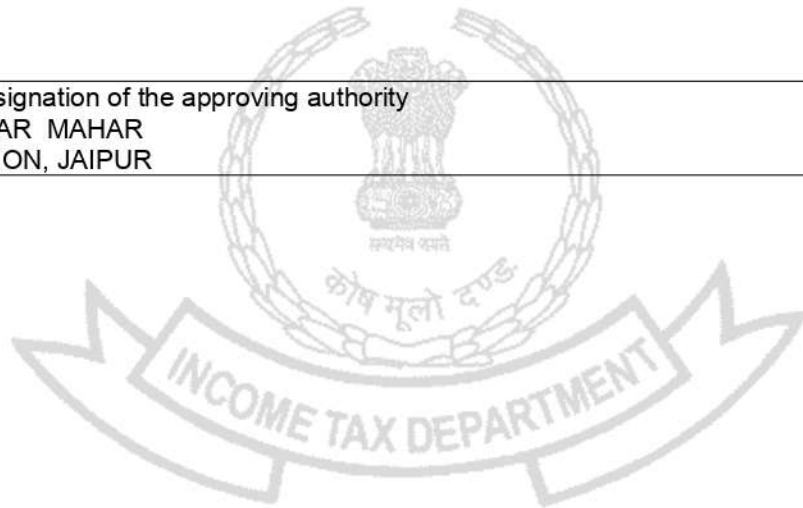 signation of the approving authority
AR MAHAR
ON, JAIPUR
सत्यमेव जयते
कोष मूलो दण्डः
INCOME TAX DEPARTMENT